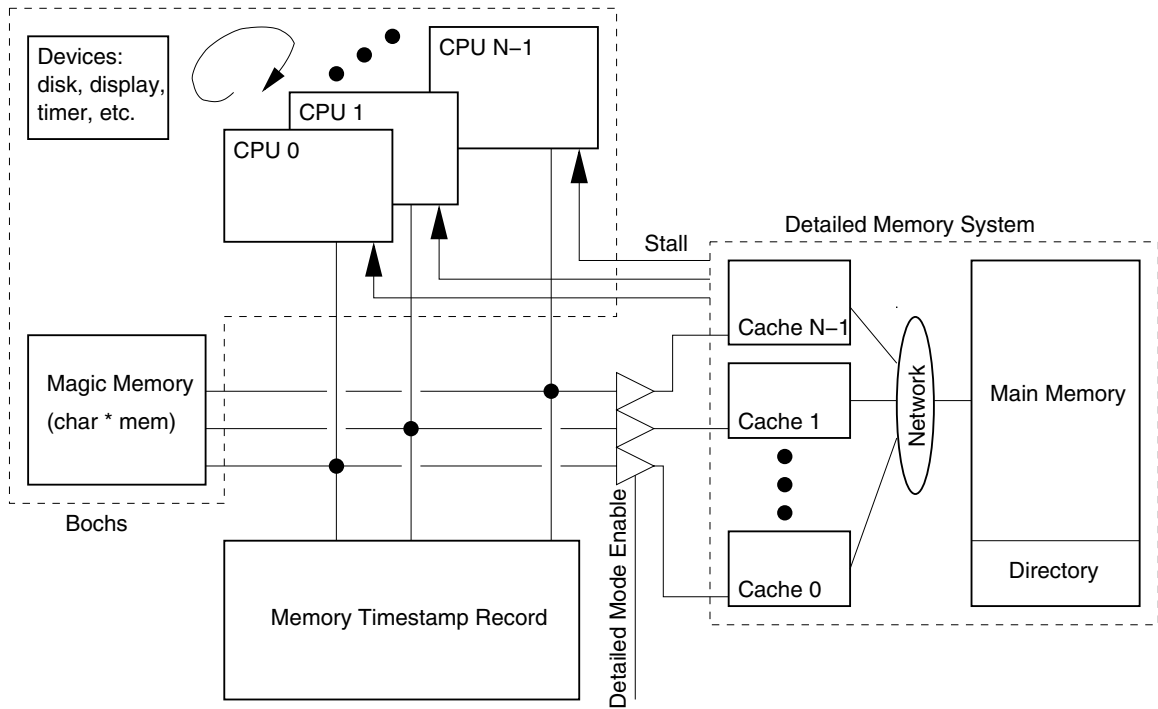 Devices:
disk, display,
timer, etc.
CPU N−1
CPU 1
CPU 0
Detailed Memory System
Stall
Cache N−1
Magic Memory
(char * mem)
Cache 1
Network
Main Memory
Bochs
Detailed Mode Enable
Cache 0
Directory
Memory Timestamp Record